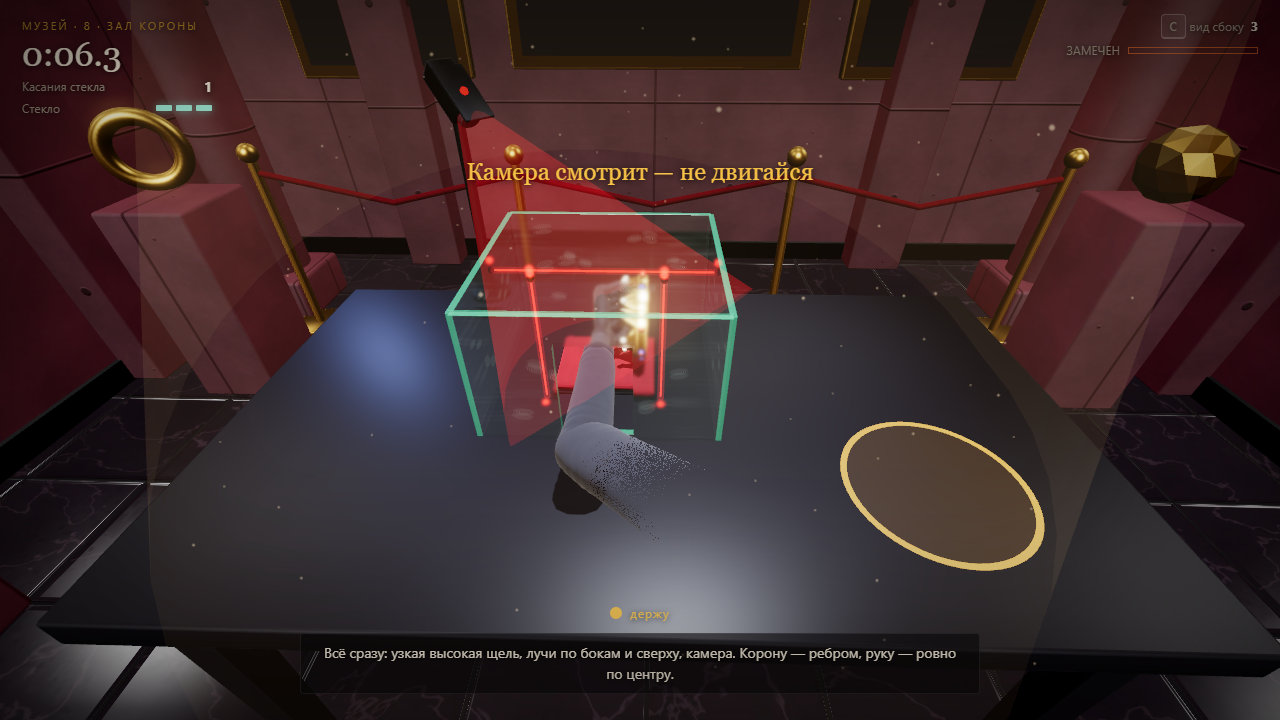 МУЗЕЙ · 8 · ЗАЛ КОРОНЫ
0:06.3
Касания стекла 1
Стекло
C вид сбоку 3
ЗАМЕЧЕН
Камера смотрит — не двигайся
держу
Всё сразу: узкая высокая щель, лучи по бокам и сверху, камера. Корону — ребром, руку — ровно
по центру.